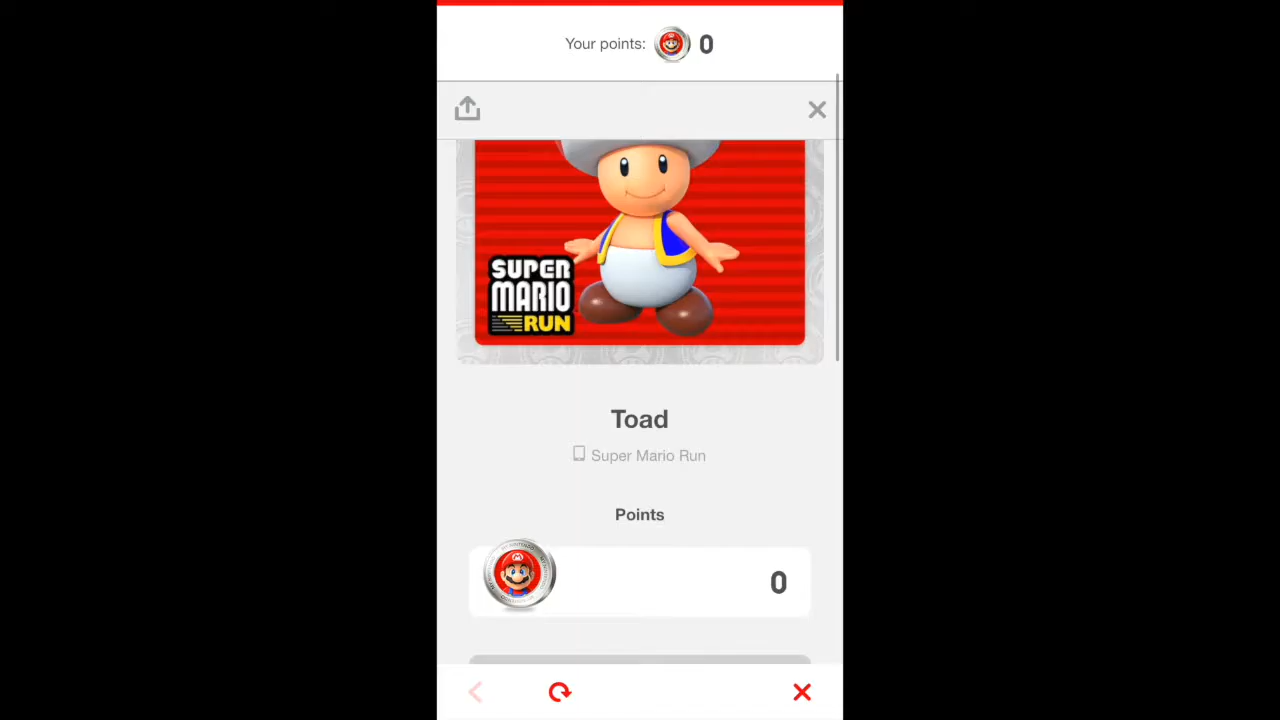 Your points: 0
SUPER
MARIO
RUN
Toad
Super Mario Run
Points
0